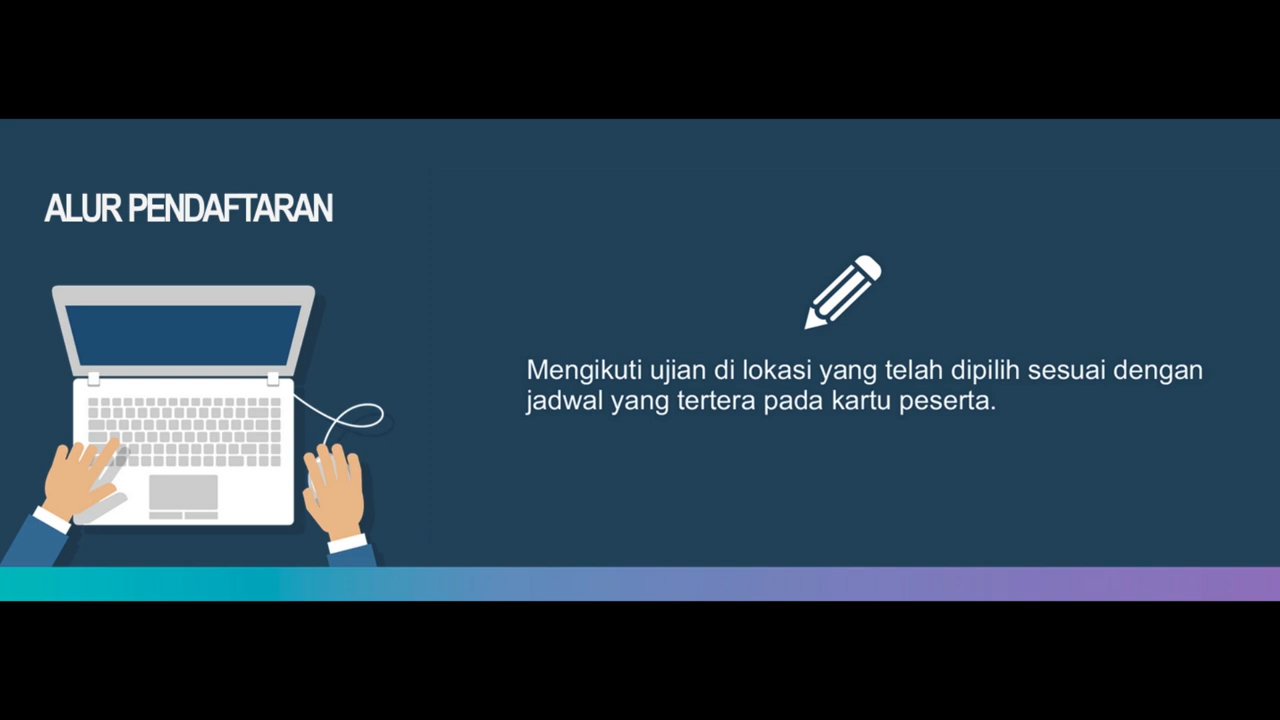 ALUR PENDAFTARAN
Mengikuti ujian di lokasi yang telah dipilih sesuai dengan
jadwal yang tertera pada kartu peserta.